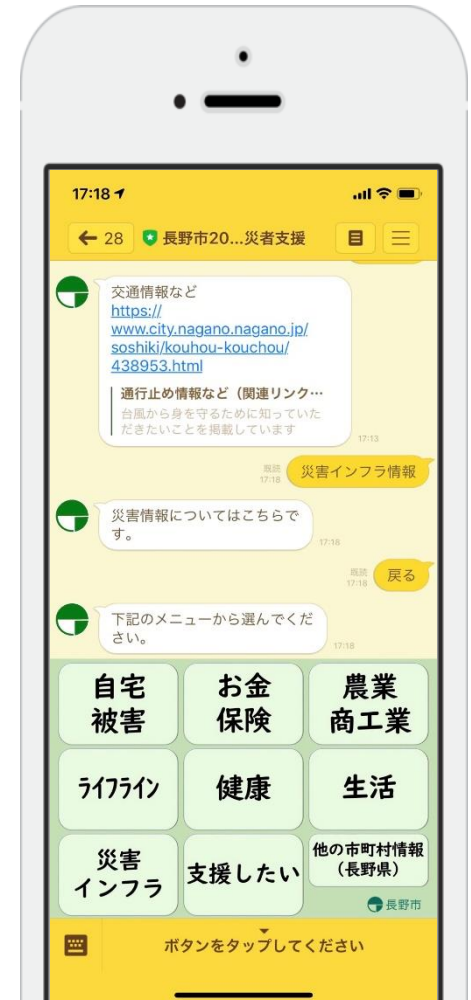 17:18
28 長野市20...災者支援
交通情報など
https://
www.city.nagano.nagano.jp/
soshiki/kouhou-kouchou/
438953.html
通行止め情報など（関連リンク…
台風から身を守るために知っていた
だきたいことを掲載しています
17:13
既読
17:18
災害インフラ情報
災害情報についてはこちらで
す。
17:18
既読
17:18
戻る
下記のメニューから選んでくだ
さい。
17:18
自宅
被害
お金
保険
農業
商工業
ライフライン
健康
生活
災害
インフラ
支援したい
他の市町村情報
（長野県）
長野市
ボタンをタップしてください